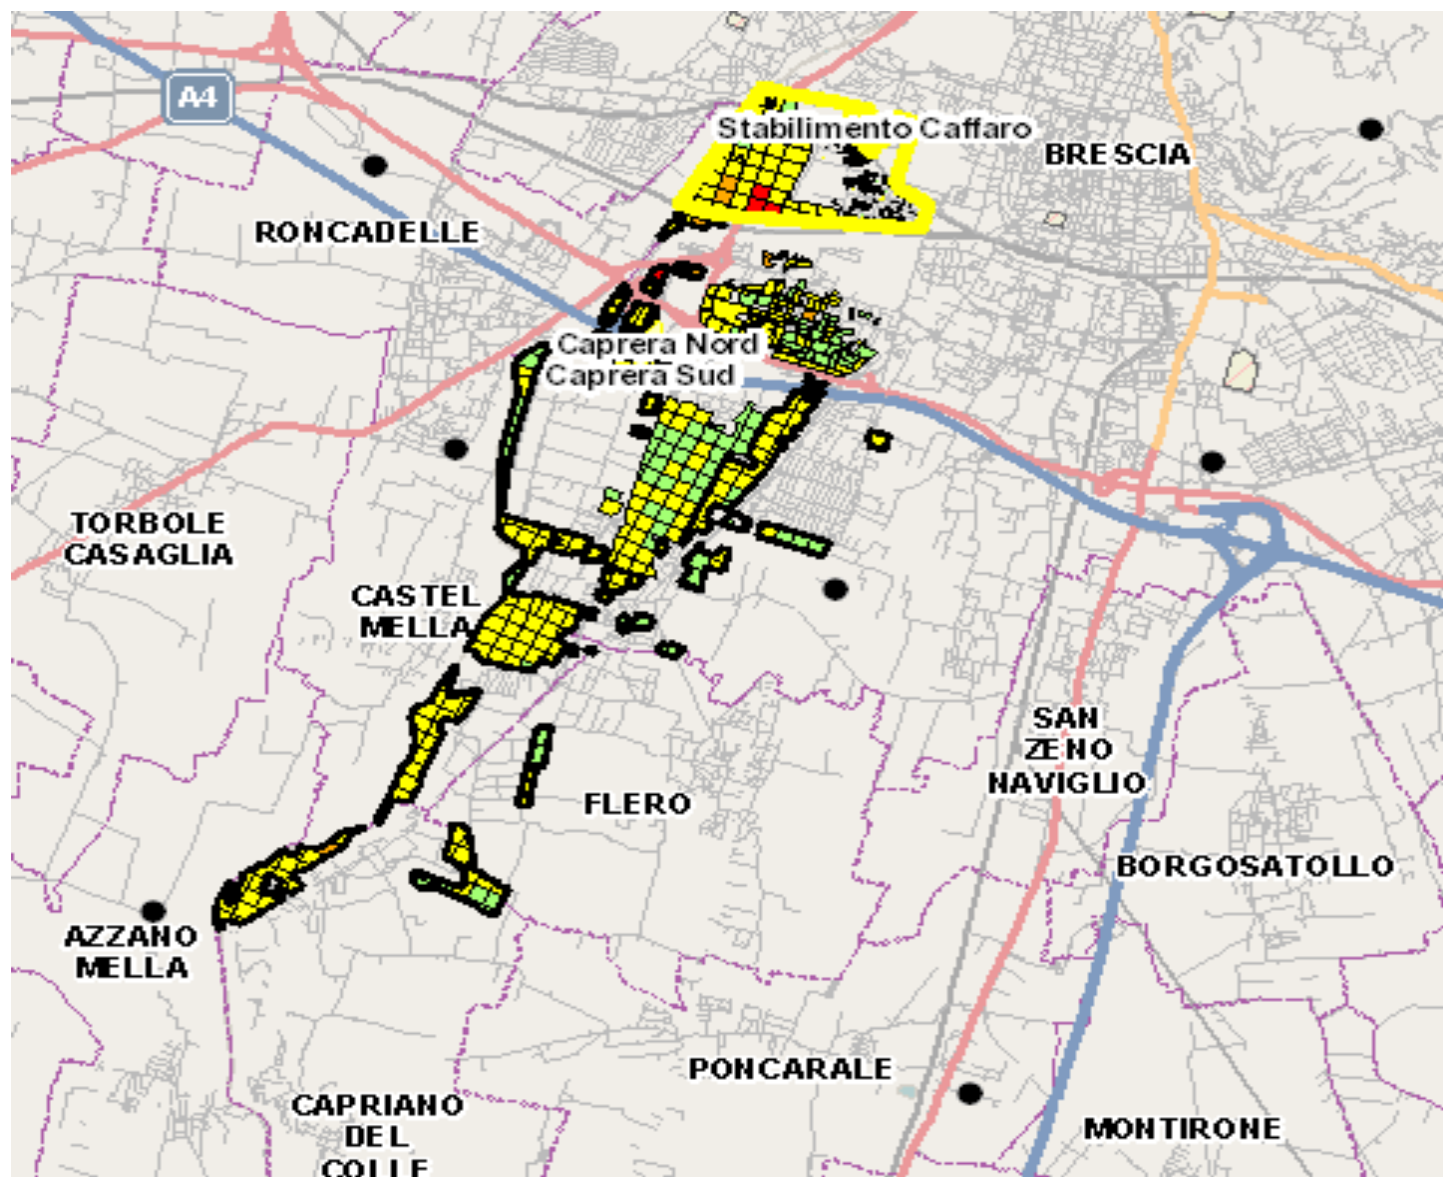 A4
Stabilimento Caffaro
BRESCIA
RONCADELLE
Caprera Nord
Caprera Sud
TORBOLE
CASAGLIA
CASTEL
MELLA
SAN
ZENO
NAVIGLIO
FLERO
BORGOSATOLLO
AZZANO
MELLA
PONCARALE
CAPRIANO
DEL
COLLE
MONTIRONE